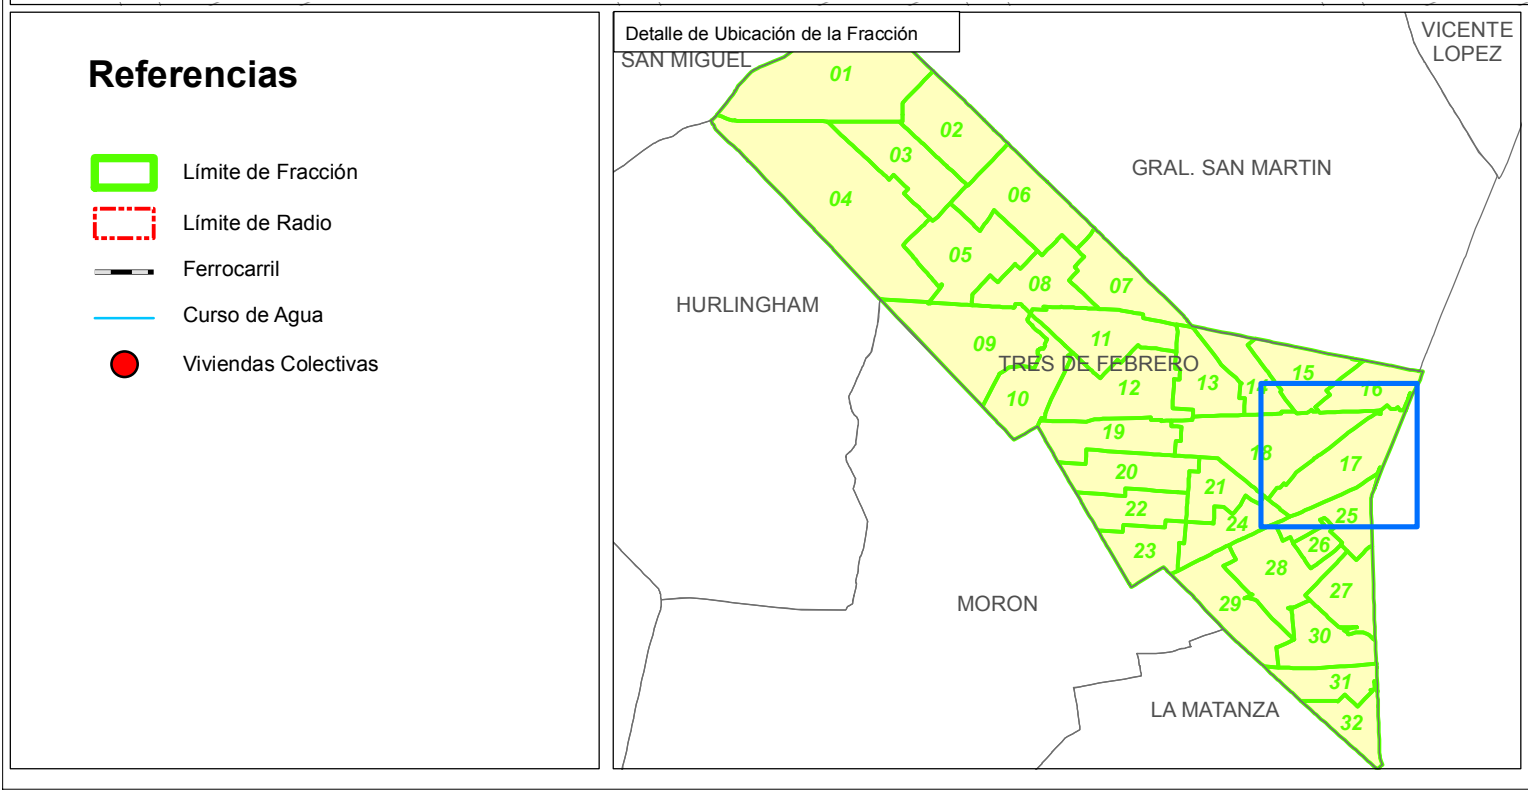 Referencias
Límite de Fracción
Límite de Radio
Ferrocarril
Curso de Agua
Viviendas Colectivas
Detalle de Ubicación de la Fracción
VICENTE
LOPEZ
SAN MIGUEL
01
02
GRAL. SAN MARTIN
03
04
06
05
08
07
HURLINGHAM
09
11
TRES DE FEBRERO
10
12
13
14
15
16
19
18
17
20
21
22
24
25
23
26
28
27
MORON
29
30
31
LA MATANZA
32